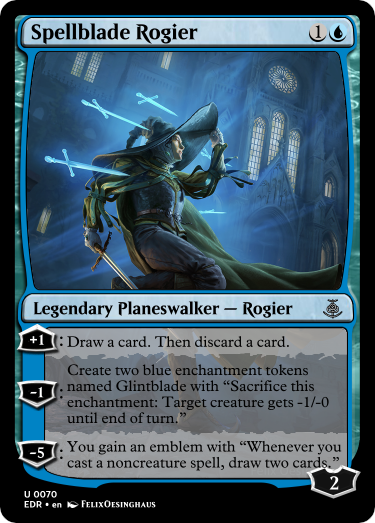 Spellblade Rogier 1
Legendary Planeswalker — Rogier
+1: Draw a card. Then discard a card.
Create two blue enchantment tokens
named Glintblade with “Sacrifice this
-1: enchantment: Target creature gets -1/-0
until end of turn.”
-5: You gain an emblem with “Whenever you
cast a noncreature spell, draw two cards.”
2
U 0070
EDR • en FelixOesinghaus